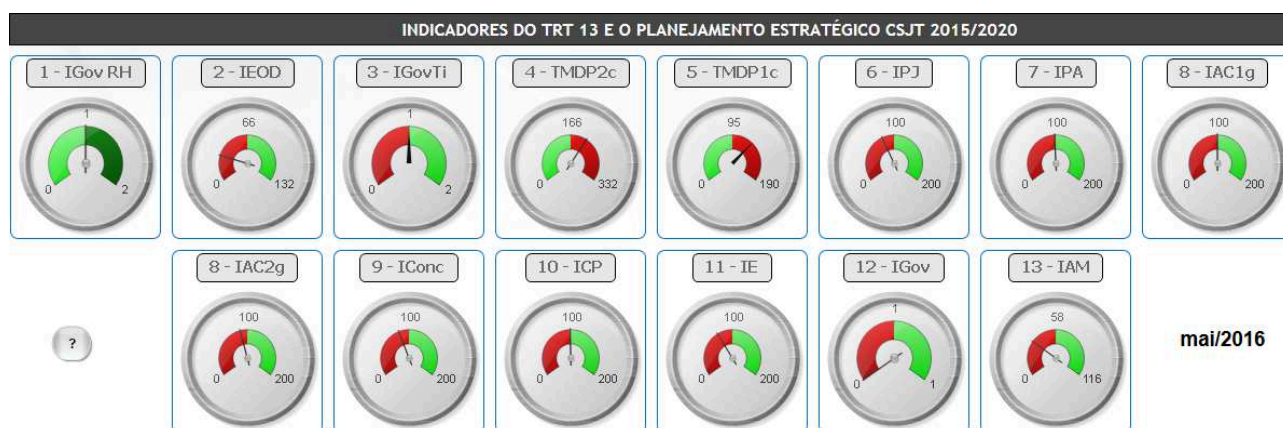 INDICADORES DO TRT 13 E O PLANEJAMENTO ESTRATÉGICO CSJT 2015/2020
1 - IGov RH
2 - IEOD
3 - IGovTi
4 - TMDP2c
5 - TMDP1c
6 - IPJ
7 - IPA
8 - IAC1g
1
66
1
166
95
100
100
100
0
2
0
132
0
2
0
332
0
190
0
200
0
200
0
200
8 - IAC2g
9 - IConc
10 - ICP
11 - IE
12 - IGov
13 - IAM
100
100
100
100
1
58
?
mai/2016
0
200
0
200
0
200
0
200
0
1
0
116